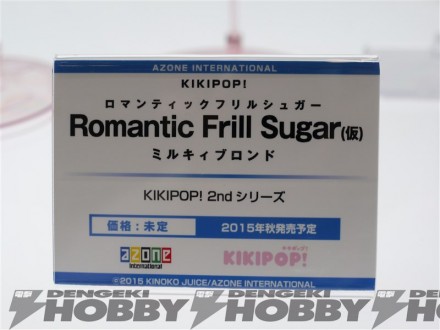 AZONE INTERNATIONAL
KIKIPOP!
ロマンティックフリルシュガー
Romantic Frill Sugar(仮)
ミルキィブロンド
KIKIPOP! 2ndシリーズ
価格：未定 2015年秋発売予定
azone
international
KIKIPOP!
©2015 KINOKO JUICE/AZONE INTERNATIONAL
DENGEKI
HOBBY
DENGEKI
HOBBY
DENGEKI
HOBBY